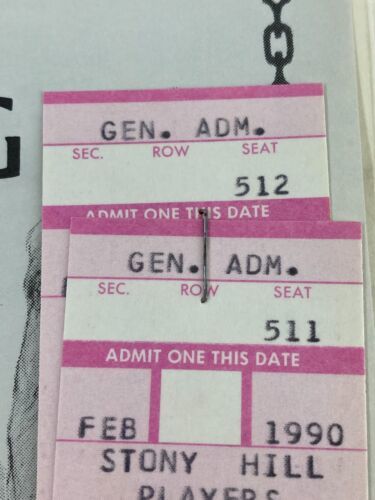 GEN. ADM.
SEC. ROW SEAT
512
ADMIT ONE THIS DATE
GEN. ADM.
SEC. ROW SEAT
511
ADMIT ONE THIS DATE
FEB 1990
STONY HILL
PLAYERS